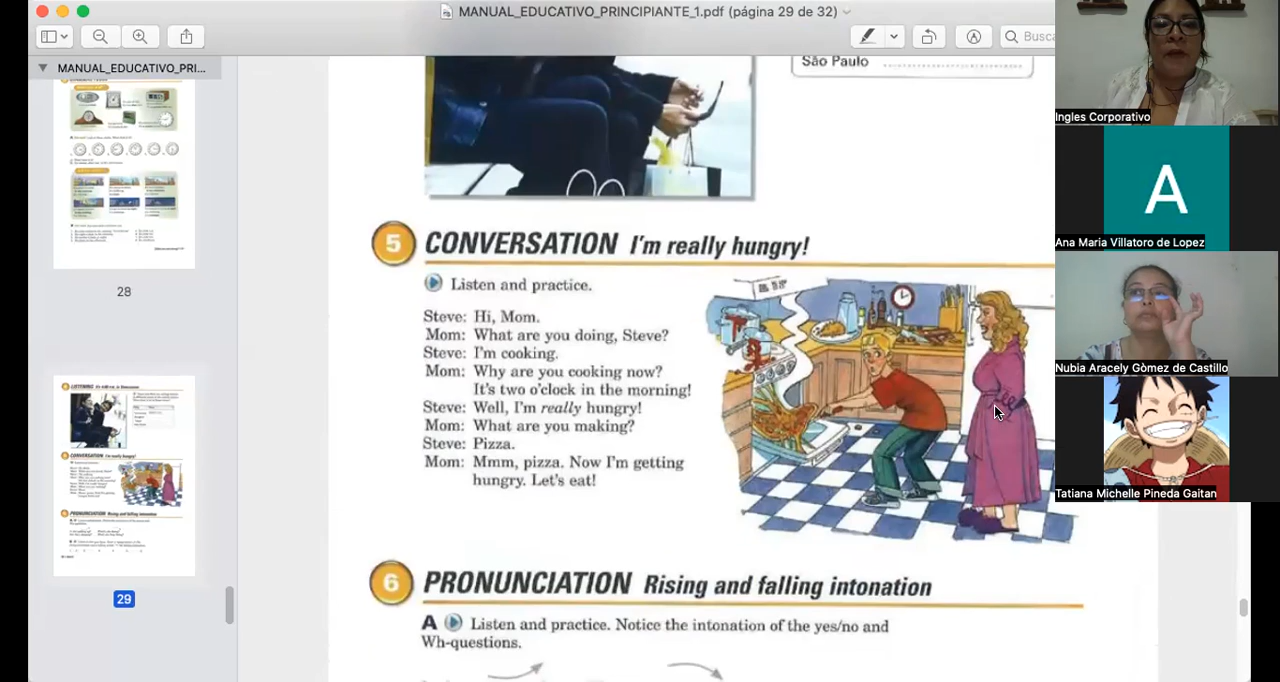 MANUAL_EDUCATIVO_PRINCIPIANTE_1.pdf (página 29 de 32)
Busca
MANUAL_EDUCATIVO_PRI...
28
29
São Paulo
5 CONVERSATION I'm really hungry!
Listen and practice.
Steve: Hi, Mom.
Mom: What are you doing, Steve?
Steve: I'm cooking.
Mom: Why are you cooking now?
It's two o'clock in the morning!
Steve: Well, I'm really hungry!
Mom: What are you making?
Steve: Pizza.
Mom: Mmm, pizza. Now I'm getting
hungry. Let's eat!
6 PRONUNCIATION Rising and falling intonation
A Listen and practice. Notice the intonation of the yes/no and
Wh-questions.
Ingles Corporativo
A
Ana Maria Villatoro de Lopez
Nubia Aracely Gòmez de Castillo
Tatiana Michelle Pineda Gaitan